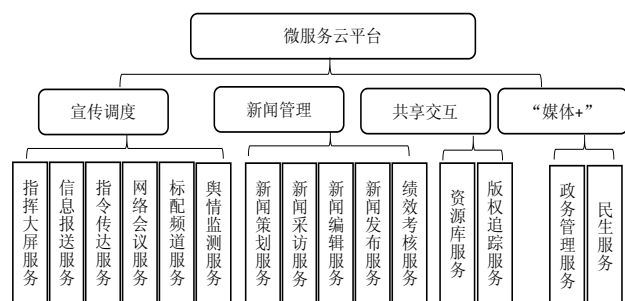 微服务云平台
宣传调度
新闻管理
共享交互
“媒体+”
指挥大屏服务
信息报送服务
指令传达服务
网络会议服务
标配频道服务
舆情监测服务
新闻策划服务
新闻采访服务
新闻编辑服务
新闻发布服务
绩效考核服务
资源库服务
版权追踪服务
政务管理服务
民生服务